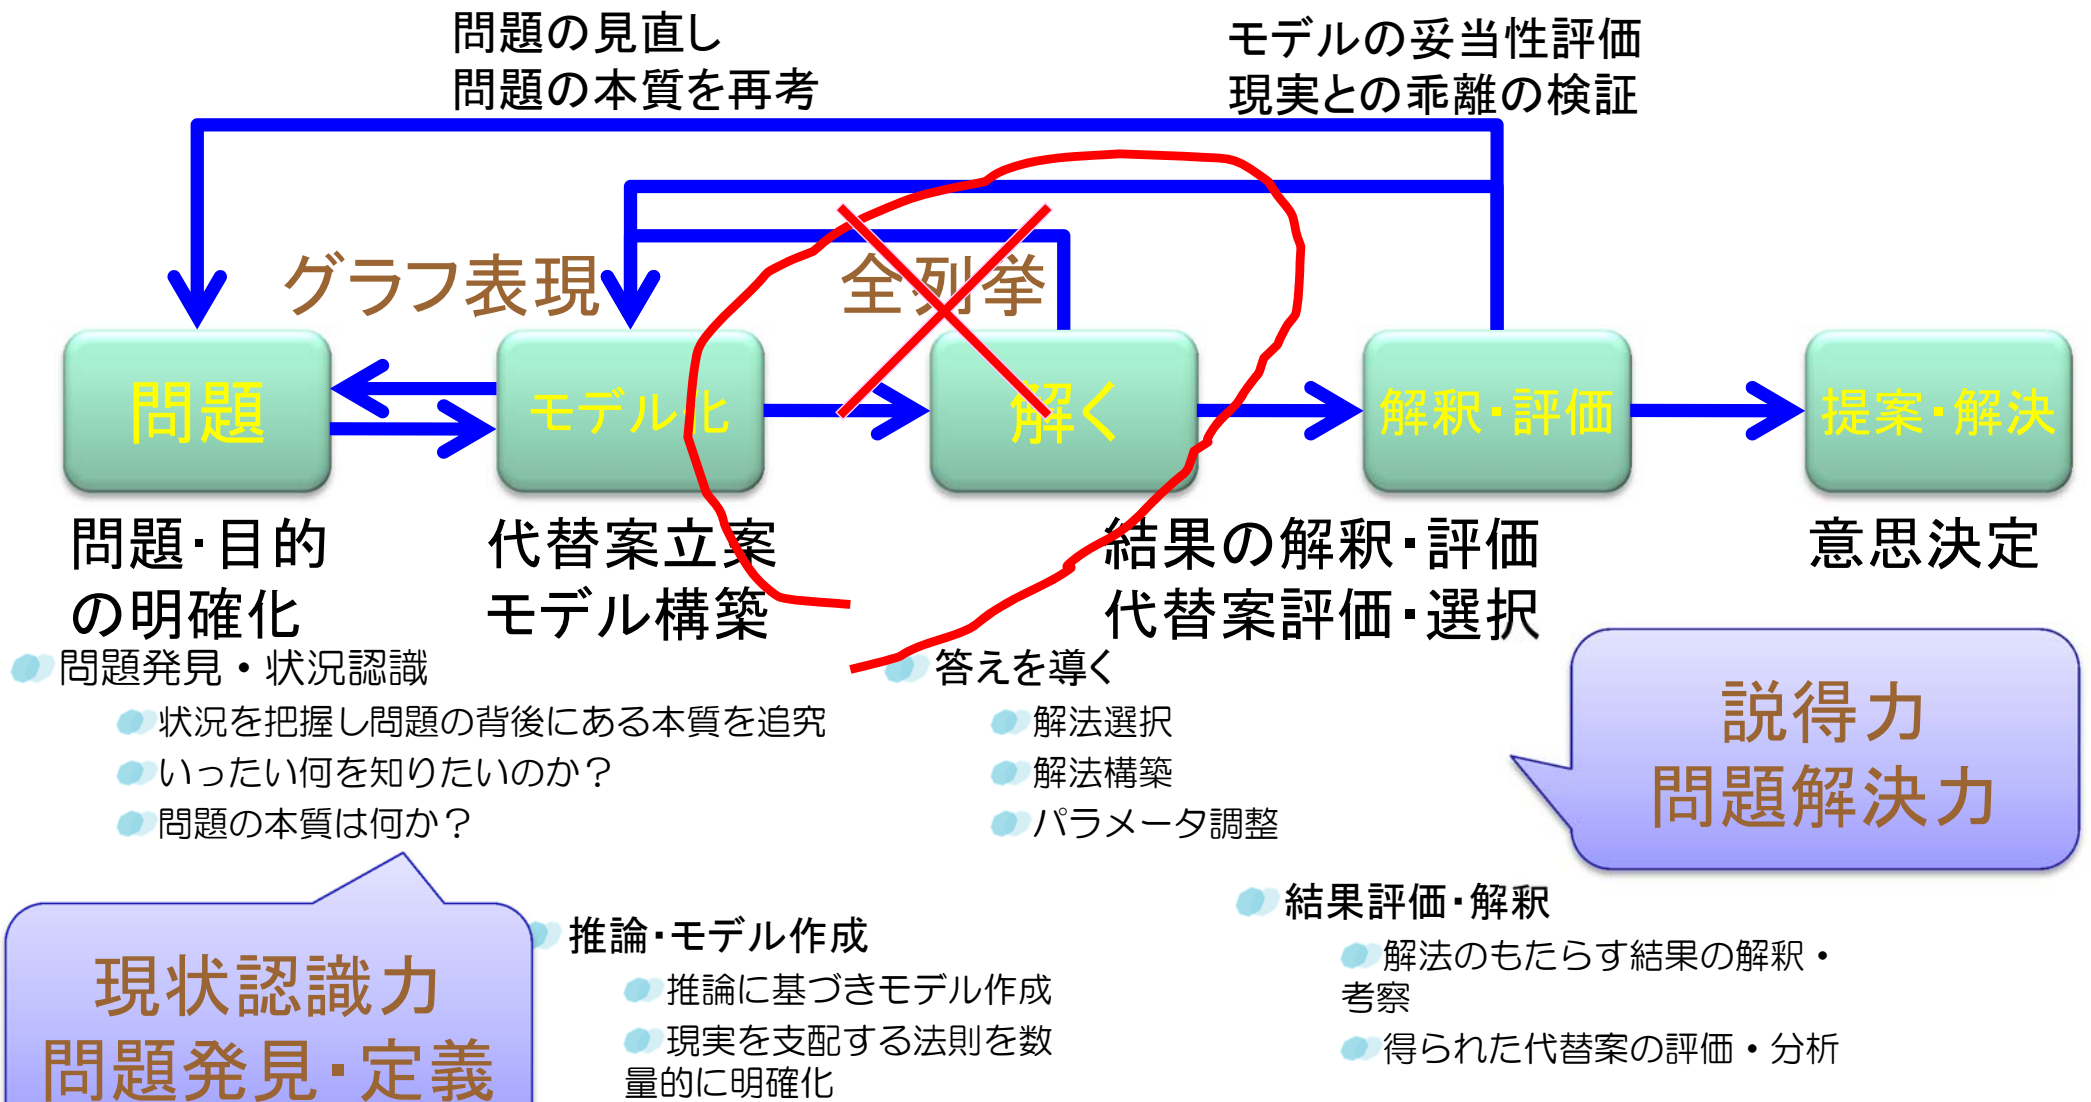 問題の見直し
問題の本質を再考
モデルの妥当性評価
現実との乖離の検証
グラフ表現
全列挙
問題
モデル化
解く
解釈・評価
提案・解決
問題・目的
の明確化
代替案立案
モデル構築
結果の解釈・評価
代替案評価・選択
意思決定
問題発見・状況認識
状況を把握し問題の背後にある本質を追究
いったい何を知りたいのか？
問題の本質は何か？
答えを導く
解法選択
解法構築
パラメータ調整
説得力
問題解決力
現状認識力
問題発見・定義
推論・モデル作成
推論に基づきモデル作成
現実を支配する法則を数
量的に明確化
結果評価・解釈
解法のもたらす結果の解釈・
考察
得られた代替案の評価・分析